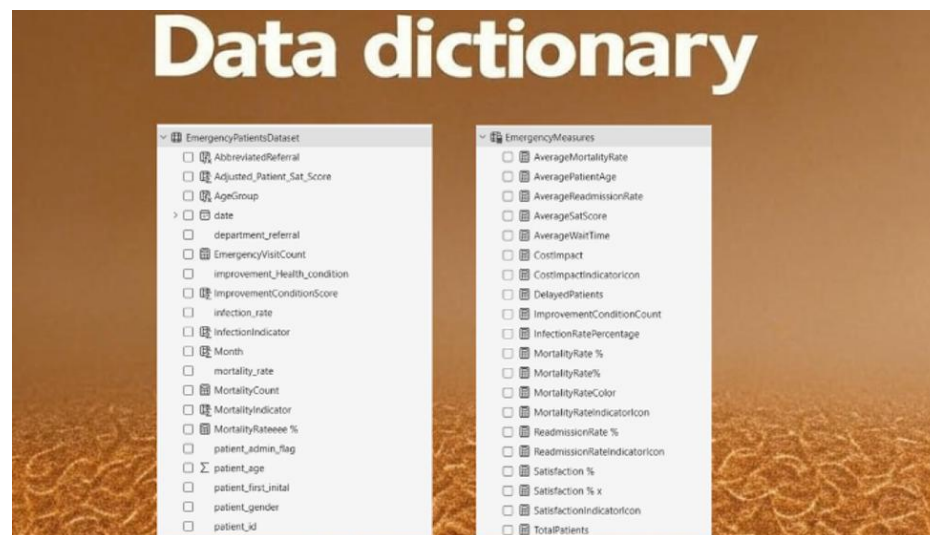 Data dictionary
EmergencyPatientsDataset
AbbreviatedReferral
Adjusted_Patient_Sat_Score
AgeGroup
date
department_referral
EmergencyVisitCount
improvement_Health_condition
ImprovementConditionScore
infection_rate
InfectionIndicator
Month
mortality_rate
MortalityCount
MortalityIndicator
MortalityRateeee %
patient_admin_flag
patient_age
patient_first_inital
patient_gender
patient_id
EmergencyMeasures
AverageMortalityRate
AveragePatientAge
AverageReadmissionRate
AverageSatScore
AverageWaitTime
CostImpact
CostImpactIndicatorIcon
DelayedPatients
ImprovementConditionCount
InfectionRatePercentage
MortalityRate %
MortalityRate%
MortalityRateColor
MortalityRateIndicatorIcon
ReadmissionRate %
ReadmissionRateIndicatorIcon
Satisfaction %
Satisfaction % x
SatisfactionIndicatorIcon
TotalPatients